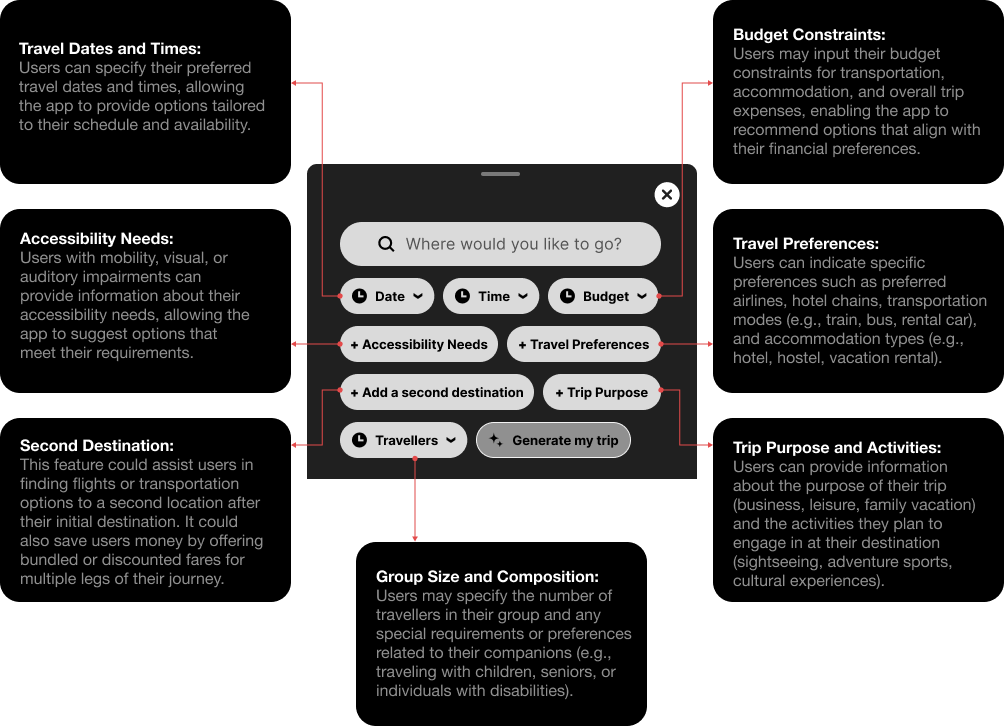 Travel Dates and Times:
Users can specify their preferred
travel dates and times, allowing
the app to provide options tailored
to their schedule and availability.
Budget Constraints:
Users may input their budget
constraints for transportation,
accommodation, and overall trip
expenses, enabling the app to
recommend options that align with
their financial preferences.
Accessibility Needs:
Users with mobility, visual, or
auditory impairments can
provide information about their
accessibility needs, allowing the
app to suggest options that
meet their requirements.
Where would you like to go?
Date
Time
Budget
+ Accessibility Needs
+ Travel Preferences
+ Add a second destination
+ Trip Purpose
Travellers
Generate my trip
Travel Preferences:
Users can indicate specific
preferences such as preferred
airlines, hotel chains, transportation
modes (e.g., train, bus, rental car),
and accommodation types (e.g.,
hotel, hostel, vacation rental).
Second Destination:
This feature could assist users in
finding flights or transportation
options to a second location after
their initial destination. It could
also save users money by offering
bundled or discounted fares for
multiple legs of their journey.
Trip Purpose and Activities:
Users can provide information
about the purpose of their trip
(business, leisure, family vacation)
and the activities they plan to
engage in at their destination
(sightseeing, adventure sports,
cultural experiences).
Group Size and Composition:
Users may specify the number of
travellers in their group and any
special requirements or preferences
related to their companions (e.g.,
traveling with children, seniors, or
individuals with disabilities).